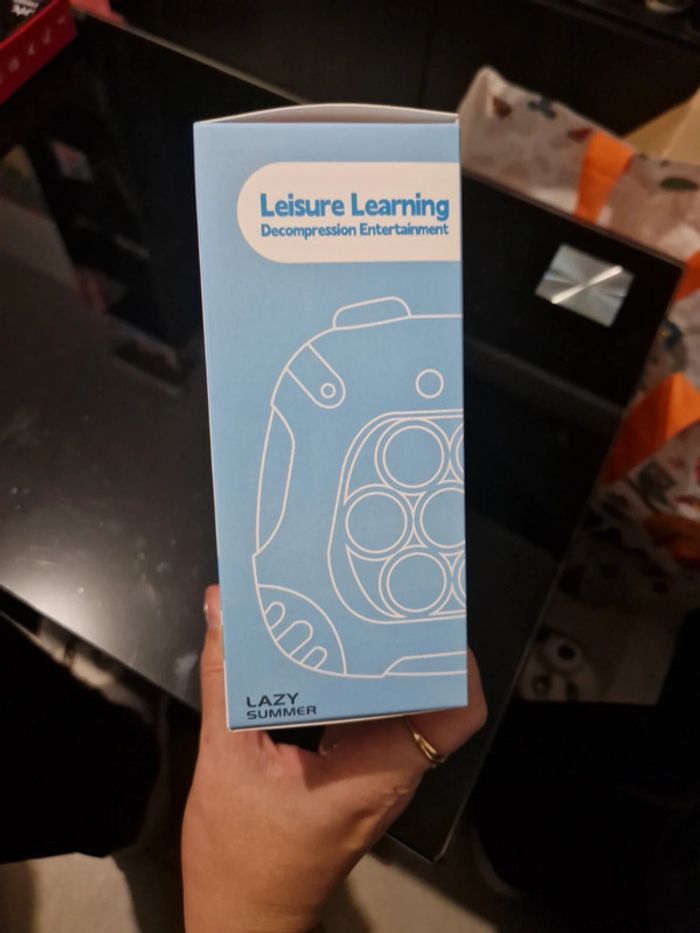 Leisure Learning
Decompression Entertainment
LAZY
SUMMER